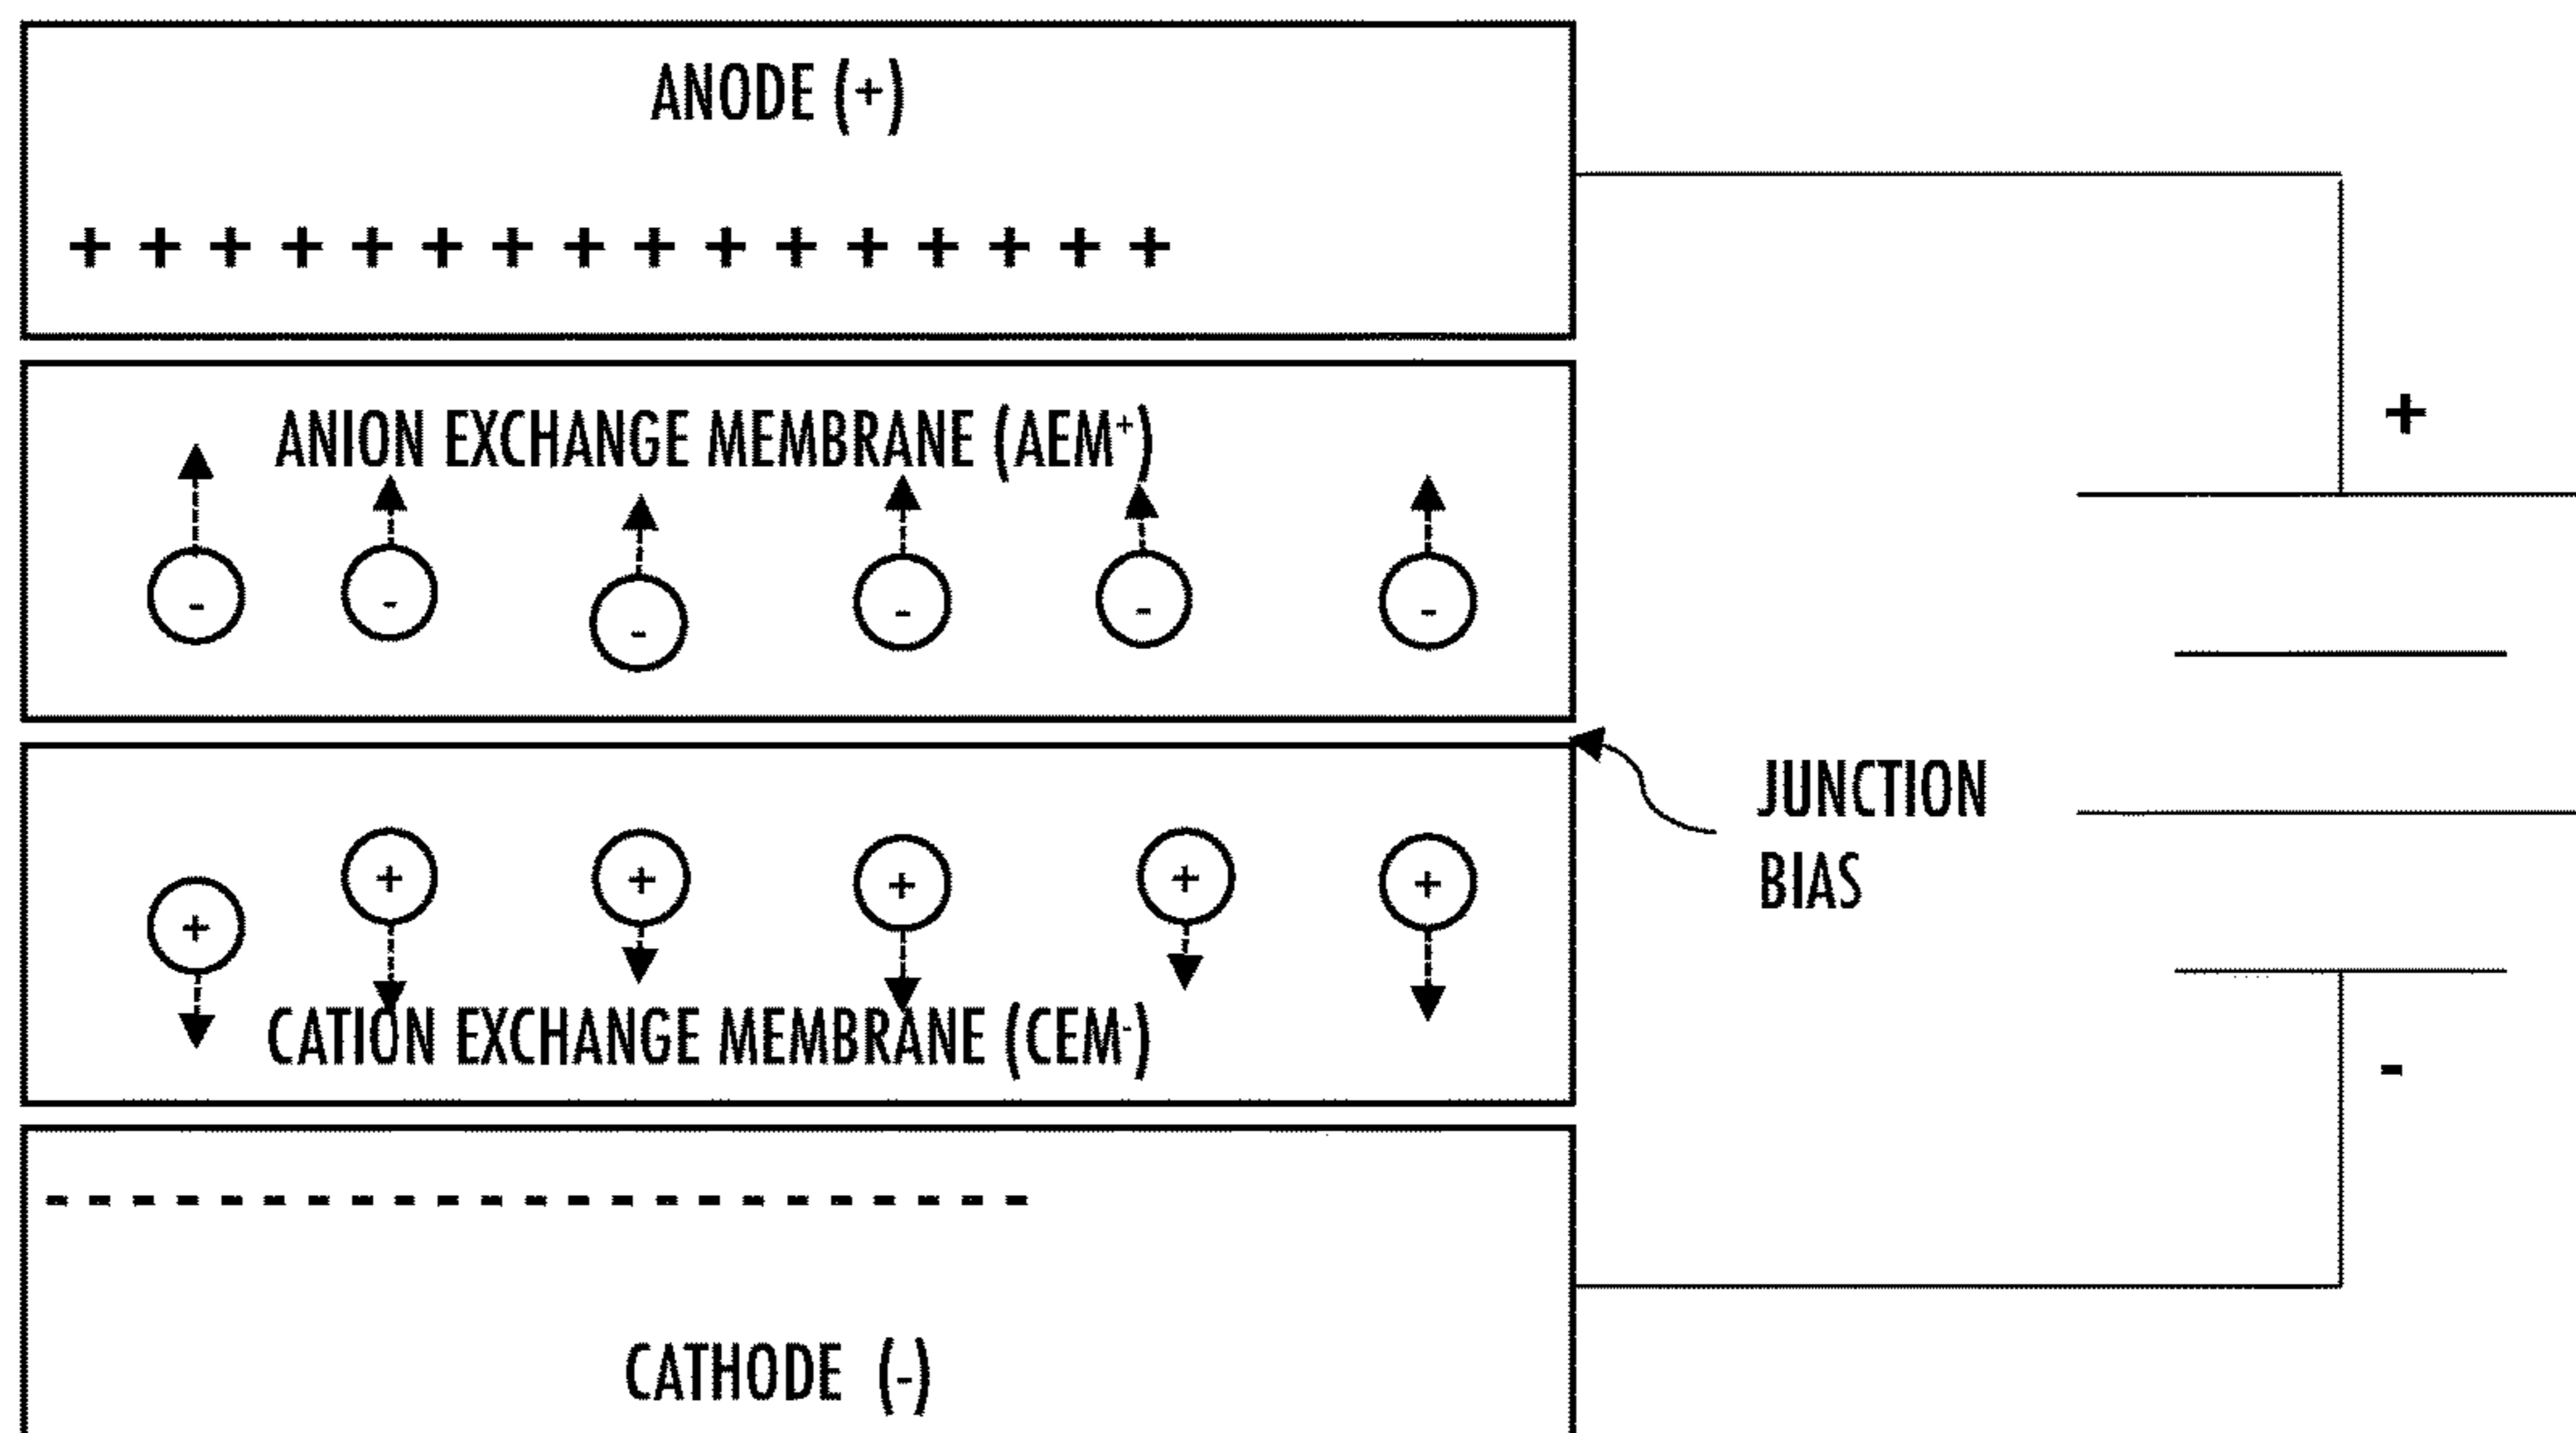 ANODE (+)
+ + + + + + + + + + + + + + + +
+
ANION EXCHANGE MEMBRANE (AEM⁺)
- - - - - -
JUNCTION
BIAS
+ + + + + +
CATION EXCHANGE MEMBRANE (CEM⁻)
-
- - - - - - - - - - - - - - - - - - - - - - -
CATHODE (-)